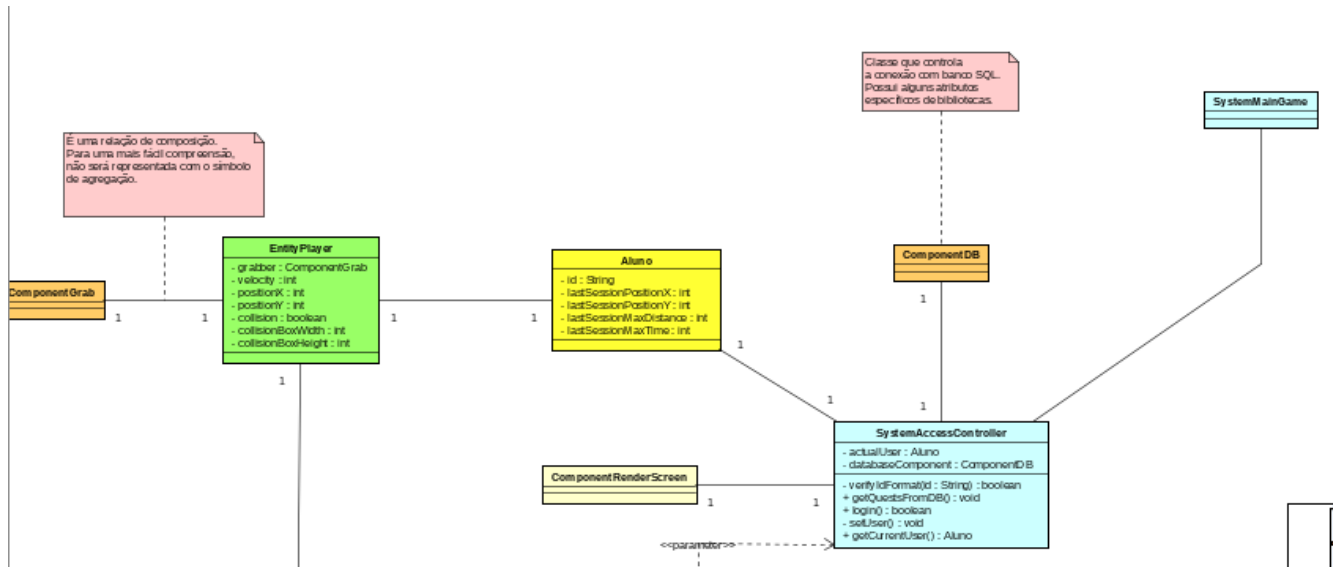 Classe que controla
a conexão com banco SQL.
Possui alguns atributos
específicos de bibliotecas.
SystemMainGame
É uma relação de composição.
Para uma mais fácil compreensão,
não será representada com o símbolo
de agregação.
EntityPlayer
- grabber : ComponentGrab
- velocity : int
- positionX : int
- positionY : int
- collision : boolean
- collisionBoxWidth : int
- collisionBoxHeight : int
Aluno
- id : String
- lastSessionPositionX : int
- lastSessionPositionY : int
- lastSessionMaxDistance : int
- lastSessionMaxTime : int
ComponentDB
ComponentGrab
1
1
1
1
1
1
1
1
1
SystemAccessController
- actualUser : Aluno
- databaseComponent : ComponentDB
- verifyIdFormat(id : String) : boolean
+ getQuestsFromDB() : void
+ login() : boolean
- setUser() : void
+ getCurrentUser() : Aluno
ComponentRenderScreen
1
1
<<parameter>>